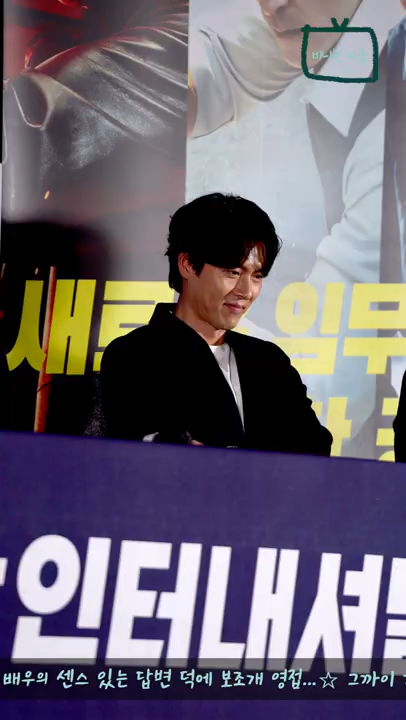 새로
임무
인터내셔
배우의 센스 있는 답변 덕에 보조개 영접...☆ 그까이